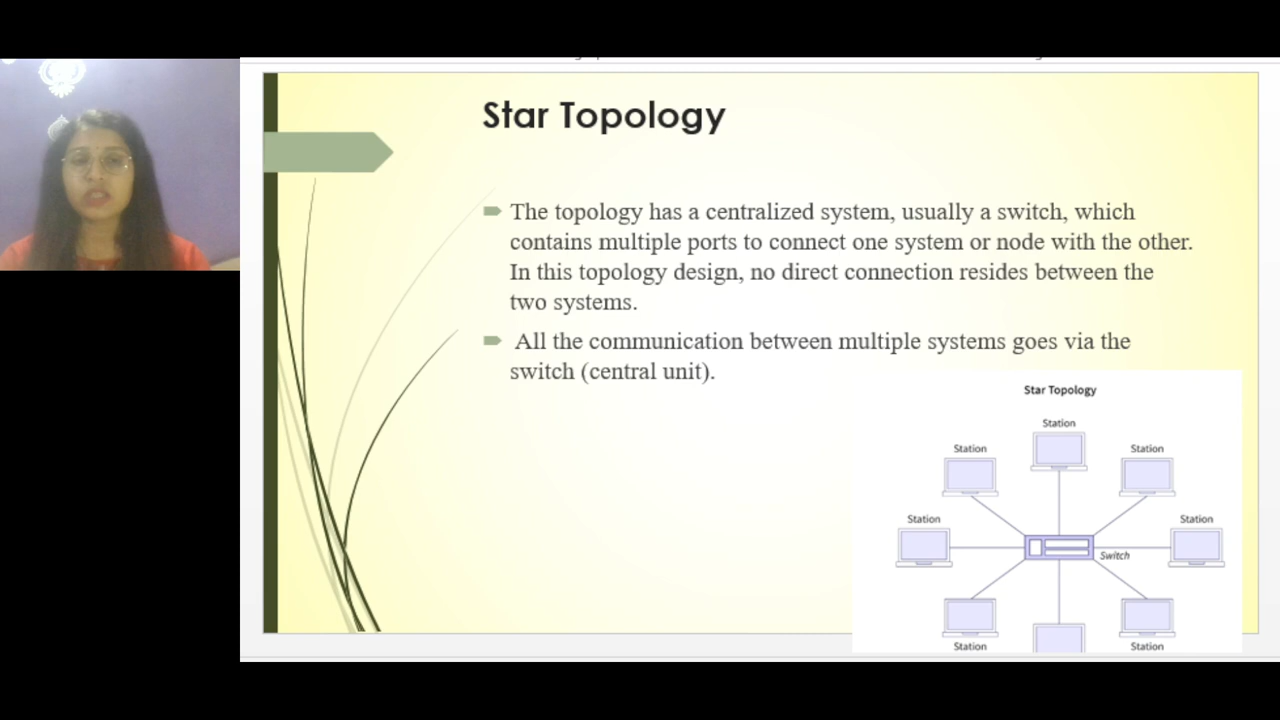 Star Topology
The topology has a centralized system, usually a switch, which
contains multiple ports to connect one system or node with the other.
In this topology design, no direct connection resides between the
two systems.
All the communication between multiple systems goes via the
switch (central unit).
Star Topology
Station
Station
Station
Station
Station
Switch
Station
Station